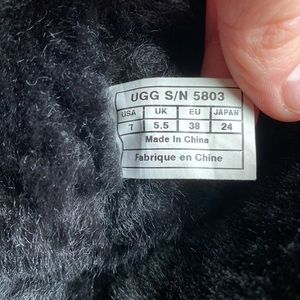 UGG S/N 5803
USA UK EU JAPAN
7 5.5 38 24
Made In China
Fabrique en Chine